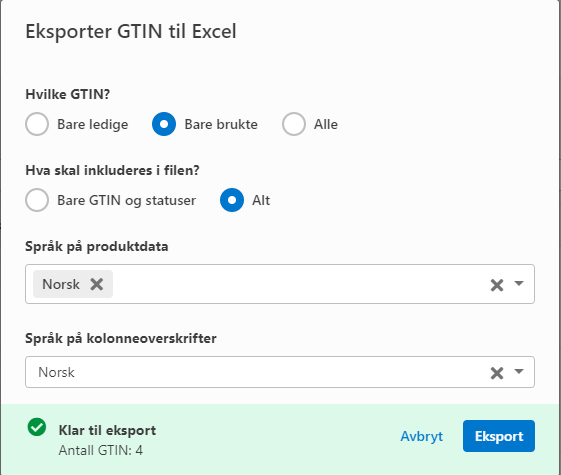 Eksporter GTIN til Excel
Hvilke GTIN?
Bare ledige Bare brukte Alle
Hva skal inkluderes i filen?
Bare GTIN og statuser Alt
Språk på produktdata
Norsk
Språk på kolonneoverskrifter
Norsk
Klar til eksport
Antall GTIN: 4
Avbryt Eksport